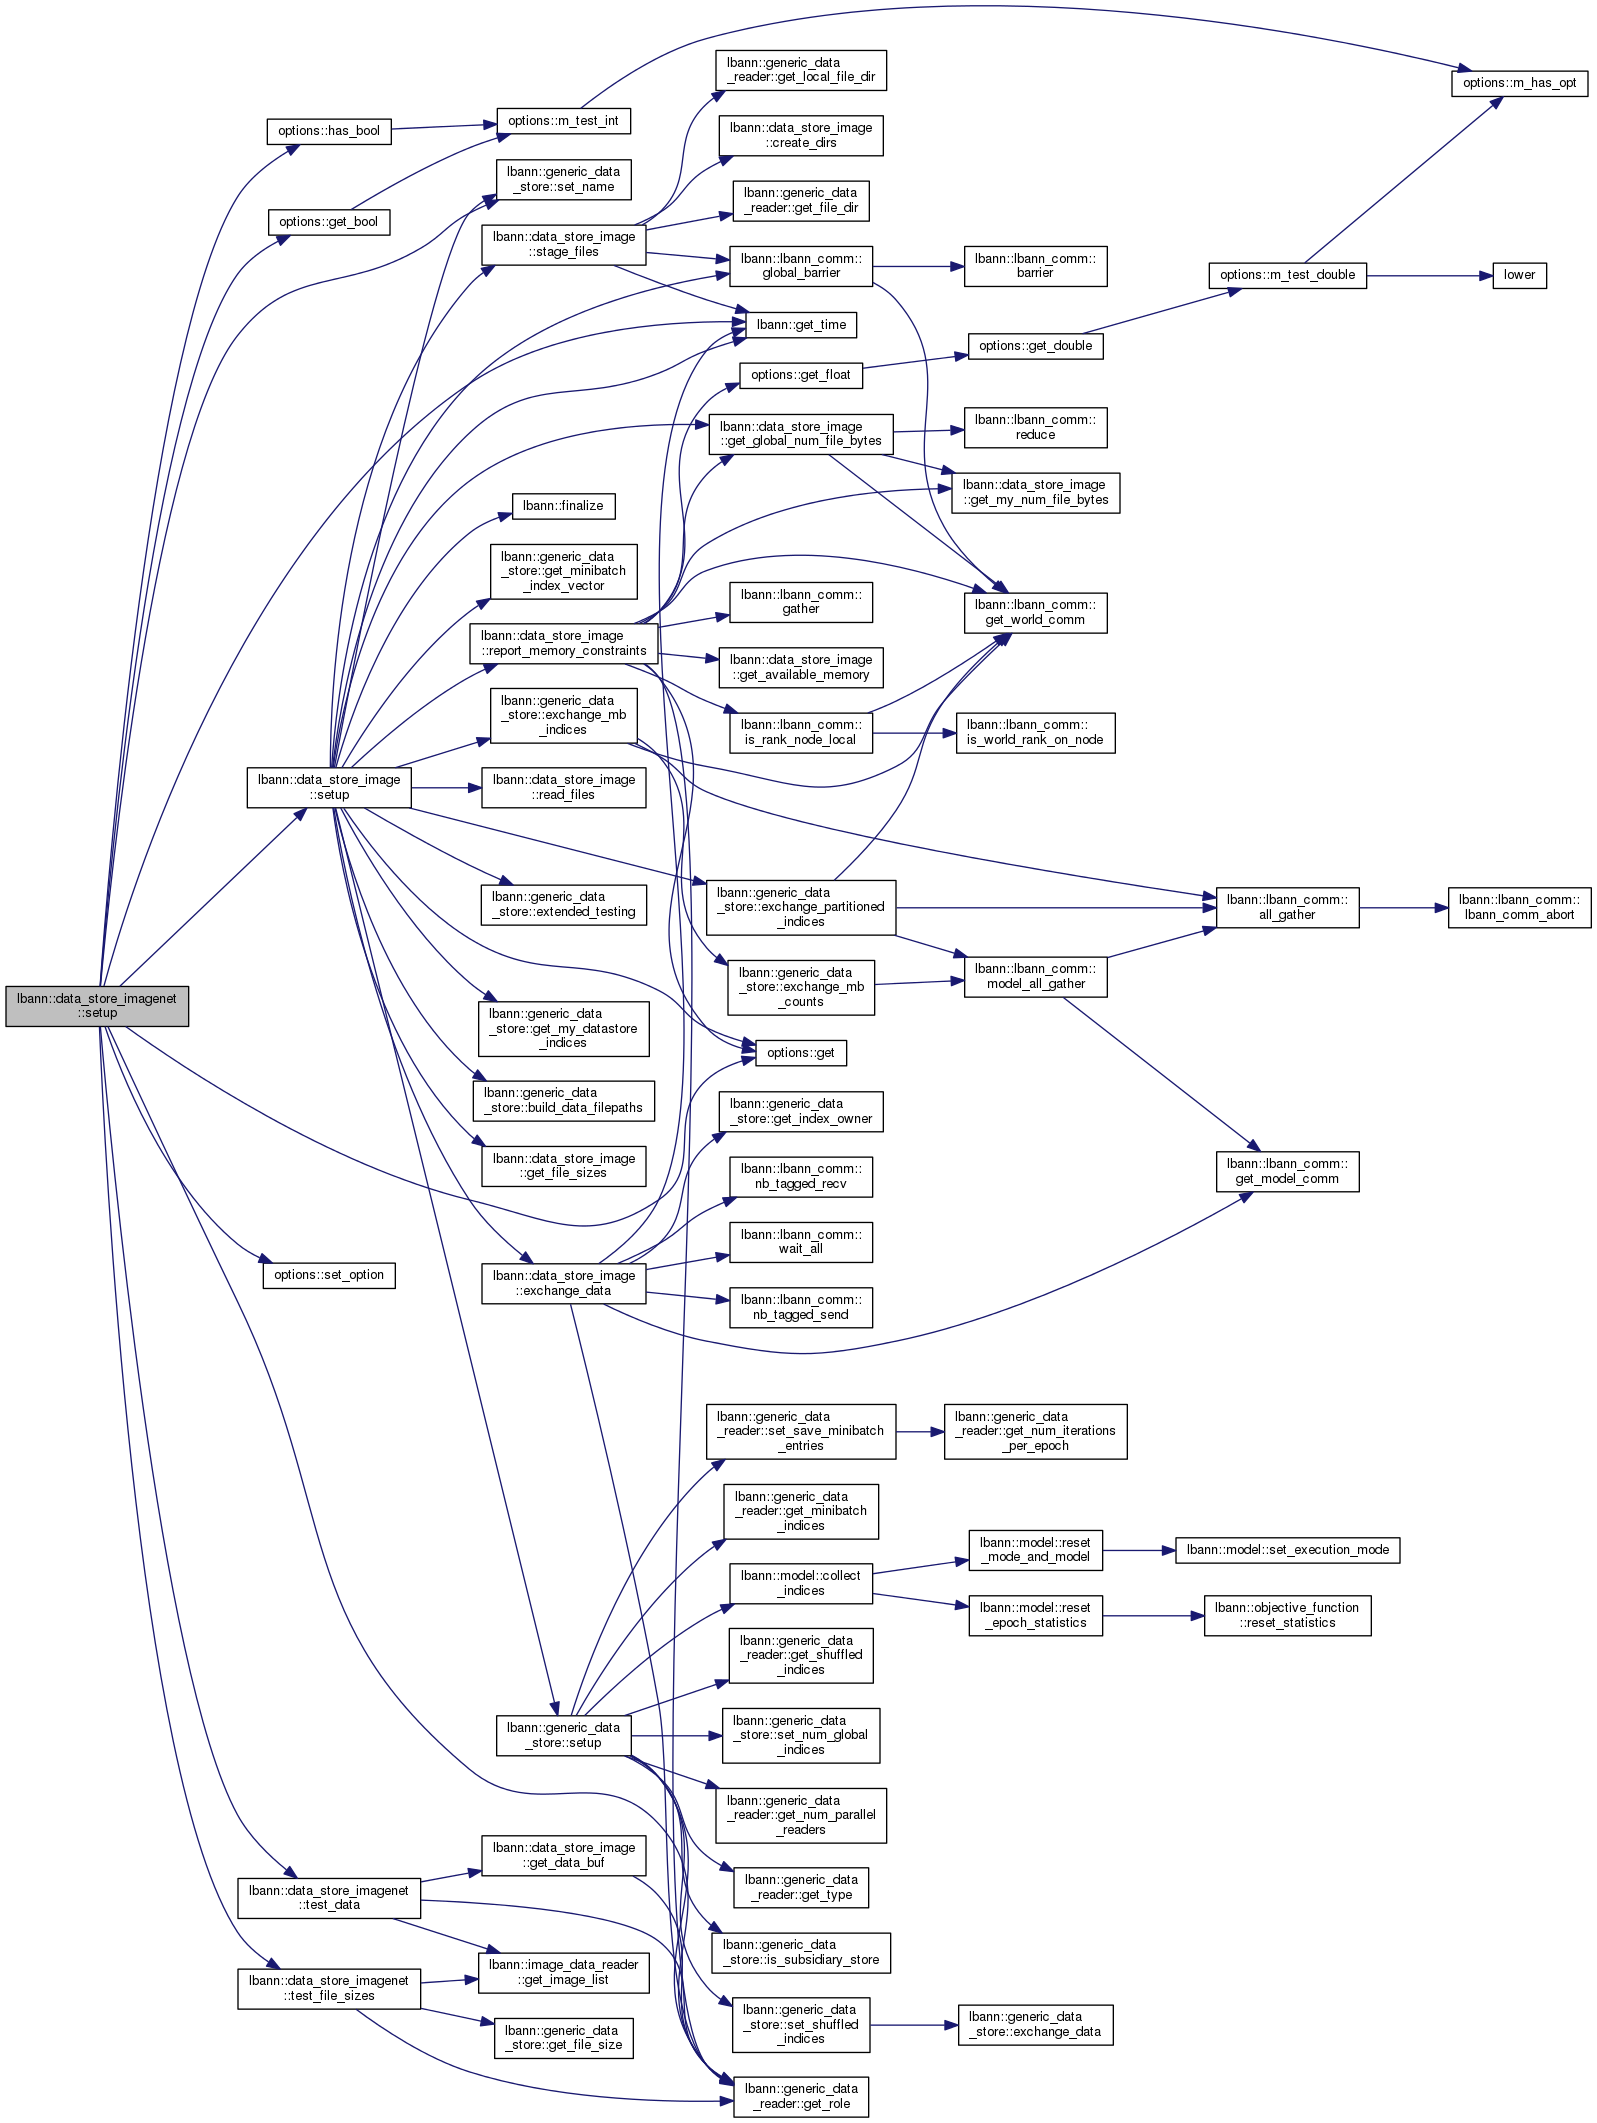 lbann::data_store_imagenet
::setup
options::has_bool
options::get_bool
lbann::data_store_image
::setup
options::set_option
lbann::data_store_imagenet
::test_data
lbann::data_store_imagenet
::test_file_sizes
options::m_test_int
lbann::generic_data
_store::set_name
lbann::data_store_image
::stage_files
lbann::finalize
lbann::generic_data
_store::get_minibatch
_index_vector
lbann::data_store_image
::report_memory_constraints
lbann::generic_data
_store::exchange_mb
_indices
lbann::data_store_image
::read_files
lbann::generic_data
_store::extended_testing
lbann::generic_data
_store::get_my_datastore
_indices
lbann::generic_data
_store::build_data_filepaths
lbann::data_store_image
::get_file_sizes
lbann::data_store_image
::exchange_data
lbann::generic_data
_store::setup
lbann::data_store_image
::get_data_buf
lbann::image_data_reader
::get_image_list
lbann::generic_data
_store::get_file_size
lbann::generic_data
_reader::get_local_file_dir
lbann::data_store_image
::create_dirs
lbann::generic_data
_reader::get_file_dir
lbann::lbann_comm::
global_barrier
lbann::get_time
options::get_float
lbann::data_store_image
::get_global_num_file_bytes
lbann::lbann_comm::
gather
lbann::data_store_image
::get_available_memory
lbann::lbann_comm::
is_rank_node_local
lbann::generic_data
_store::exchange_partitioned
_indices
lbann::generic_data
_store::exchange_mb
_counts
options::get
lbann::generic_data
_store::get_index_owner
lbann::lbann_comm::
nb_tagged_recv
lbann::lbann_comm::
wait_all
lbann::lbann_comm::
nb_tagged_send
lbann::generic_data
_reader::set_save_minibatch
_entries
lbann::generic_data
_reader::get_minibatch
_indices
lbann::model::collect
_indices
lbann::generic_data
_reader::get_shuffled
_indices
lbann::generic_data
_store::set_num_global
_indices
lbann::generic_data
_reader::get_num_parallel
_readers
lbann::generic_data
_reader::get_type
lbann::generic_data
_store::is_subsidiary_store
lbann::generic_data
_store::set_shuffled
_indices
lbann::generic_data
_reader::get_role
lbann::lbann_comm::
barrier
options::get_double
lbann::lbann_comm::
reduce
lbann::data_store_image
::get_my_num_file_bytes
lbann::lbann_comm::
get_world_comm
lbann::lbann_comm::
is_world_rank_on_node
lbann::lbann_comm::
model_all_gather
lbann::generic_data
_reader::get_num_iterations
_per_epoch
lbann::model::reset
_mode_and_model
lbann::model::reset
_epoch_statistics
lbann::generic_data
_store::exchange_data
options::m_test_double
lbann::lbann_comm::
all_gather
lbann::lbann_comm::
get_model_comm
lbann::model::set_execution_mode
lbann::objective_function
::reset_statistics
options::m_has_opt
lower
lbann::lbann_comm::
lbann_comm_abort